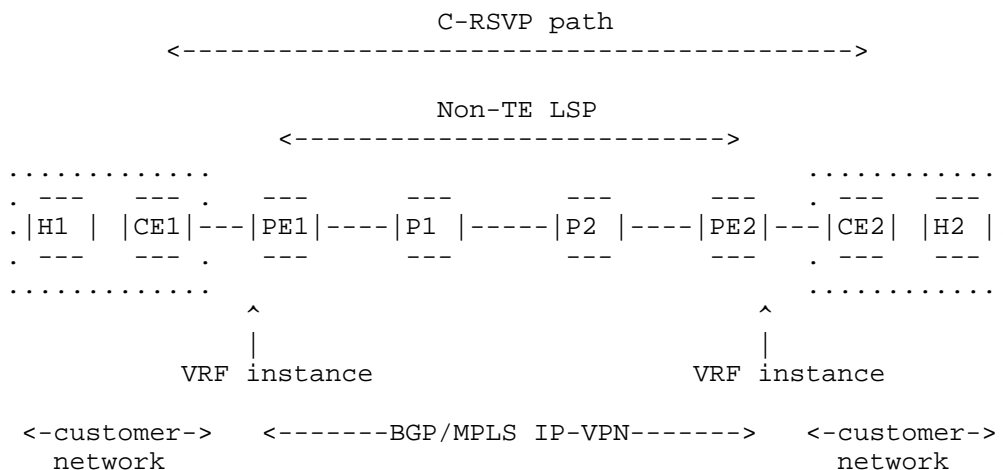 C-RSVP path
<------------------------------------------>
Non-TE LSP
<--------------------------->
.............                                     ............
. ---   --- .   ---      ---       ---      ---   . ---   ---
.|H1 | |CE1|---|PE1|----|P1 |-----|P2 |----|PE2|---|CE2| |H2 |
. ---   --- .   ---      ---       ---      ---   . ---   ---
.............                                     ............
^                               ^
|                               |
VRF instance                    VRF instance
<-customer->   <-------BGP/MPLS IP-VPN------->   <-customer->
network                                          network